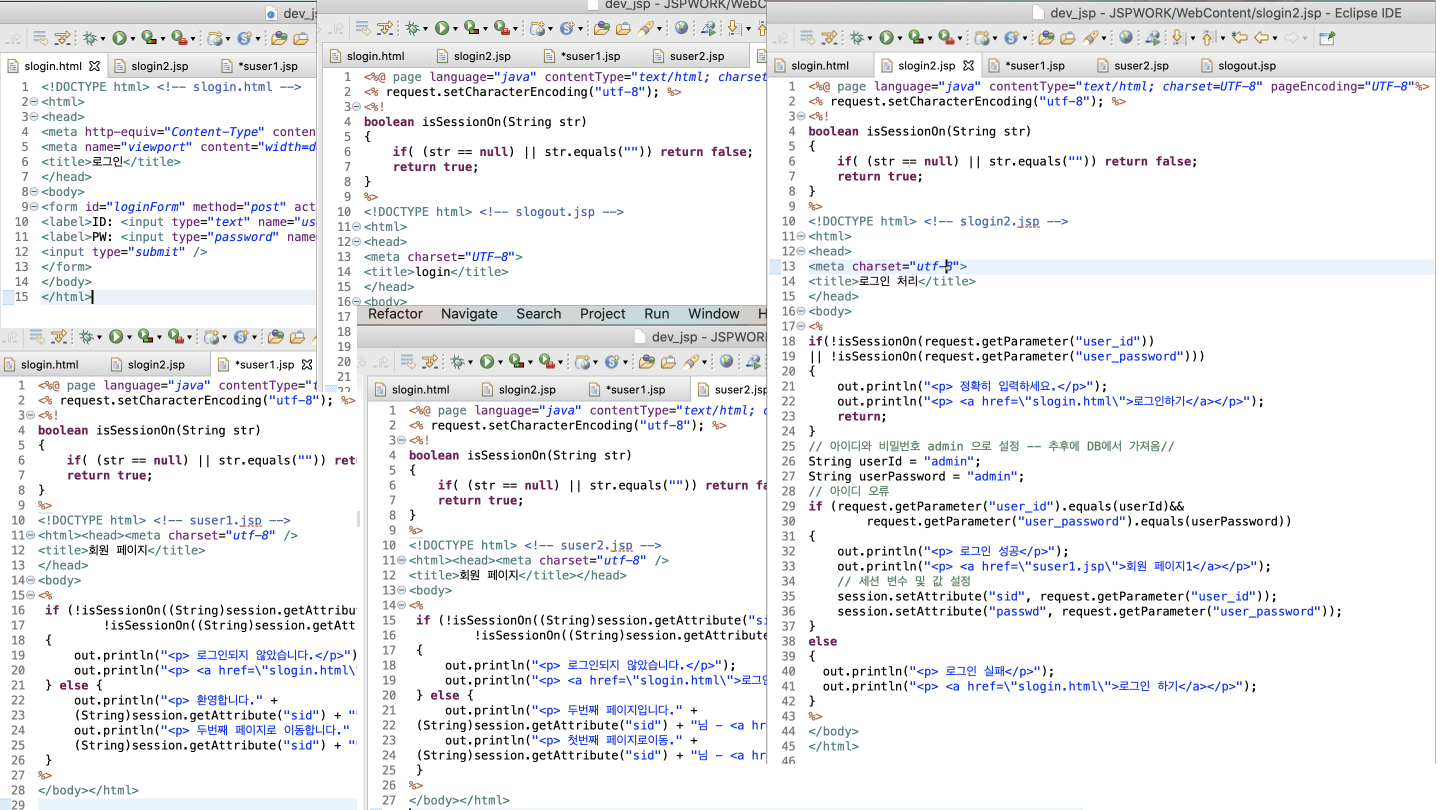 dev_js
slogin.html
slogin2.jsp
*suser1.jsp
1 <!DOCTYPE html> <!-- slogin.html -->
2 <html>
3 <head>
4 <meta http-equiv="Content-Type" conten
5 <meta name="viewport" content="width=d
6 <title>로그인</title>
7 </head>
8 <body>
9 <form id="loginForm" method="post" act
10 <label>ID: <input type="text" name="us
11 <label>PW: <input type="password" name
12 <input type="submit" />
13 </form>
14 </body>
15 </html>
dev_jsp - JSPWORK/WebC
slogin.html
slogin2.jsp
*suser1.jsp
suser2.jsp
1 <%@ page language="java" contentType="text/html; charset
2 <% request.setCharacterEncoding("utf-8"); %>
3 <%!
4 boolean isSessionOn(String str)
5 {
6 if( (str == null) || str.equals("")) return false;
7 return true;
8 }
9 %>
10 <!DOCTYPE html> <!-- slogout.jsp -->
11 <html>
12 <head>
13 <meta charset="UTF-8">
14 <title>login</title>
15 </head>
16 <body>
17
18
19
20
21
22
dev_jsp - JSPWORK/WebContent/slogin2.jsp - Eclipse IDE
slogin.html
slogin2.jsp
*suser1.jsp
suser2.jsp
slogout.jsp
1 <%@ page language="java" contentType="text/html; charset=UTF-8" pageEncoding="UTF-8"%>
2 <% request.setCharacterEncoding("utf-8"); %>
3 <%!
4 boolean isSessionOn(String str)
5 {
6 if( (str == null) || str.equals("")) return false;
7 return true;
8 }
9 %>
10 <!DOCTYPE html> <!-- slogin2.jsp -->
11 <html>
12 <head>
13 <meta charset="utf-8">
14 <title>로그인 처리</title>
15 </head>
16 <body>
17 <%
18 if(!isSessionOn(request.getParameter("user_id"))
19 || !isSessionOn(request.getParameter("user_password")))
20 {
21 out.println("<p> 정확히 입력하세요.</p>");
22 out.println("<p> <a href=\"slogin.html\">로그인하기</a></p>");
23 return;
24 }
25 // 아이디와 비밀번호 admin 으로 설정 -- 추후에 DB에서 가져옴//
26 String userId = "admin";
27 String userPassword = "admin";
28 // 아이디 오류
29 if (request.getParameter("user_id").equals(userId)&&
30 request.getParameter("user_password").equals(userPassword))
31 {
32 out.println("<p> 로그인 성공</p>");
33 out.println("<p> <a href=\"suser1.jsp\">회원 페이지1</a></p>");
34 // 세션 변수 및 값 설정
35 session.setAttribute("sid", request.getParameter("user_id"));
36 session.setAttribute("passwd", request.getParameter("user_password"));
37 }
38 else
39 {
40 out.println("<p> 로그인 실패</p>");
41 out.println("<p> <a href=\"slogin.html\">로그인 하기</a></p>");
42 }
43 %>
44 </body>
45 </html>
46
slogin.html
slogin2.jsp
*suser1.jsp
1 <%@ page language="java" contentType="t
2 <% request.setCharacterEncoding("utf-8"); %>
3 <%!
4 boolean isSessionOn(String str)
5 {
6 if( (str == null) || str.equals("")) retu
7 return true;
8 }
9 %>
10 <!DOCTYPE html> <!-- suser1.jsp -->
11 <html><head><meta charset="utf-8" />
12 <title>회원 페이지</title>
13 </head>
14 <body>
15 <%
16 if (!isSessionOn((String)session.getAttribu
17 !isSessionOn((String)session.getAtt
18 {
19 out.println("<p> 로그인되지 않았습니다.</p>")
20 out.println("<p> <a href=\"slogin.html\
21 } else {
22 out.println("<p> 환영합니다." +
23 (String)session.getAttribute("sid") + "
24 out.println("<p> 두번째 페이지로 이동합니다."
25 (String)session.getAttribute("sid") + "
26 }
27 %>
28 </body></html>
29
Refactor Navigate Search Project Run Window H
dev_jsp - JSPWOR
slogin.html
slogin2.jsp
*suser1.jsp
suser2.jsp
1 <%@ page language="java" contentType="text/html; c
2 <% request.setCharacterEncoding("utf-8"); %>
3 <%!
4 boolean isSessionOn(String str)
5 {
6 if( (str == null) || str.equals("")) return fa
7 return true;
8 }
9 %>
10 <!DOCTYPE html> <!-- suser2.jsp -->
11 <html><head><meta charset="utf-8" />
12 <title>회원 페이지</title></head>
13 <body>
14 <%
15 if (!isSessionOn((String)session.getAttribute("si
16 !isSessionOn((String)session.getAttribute
17 {
18 out.println("<p> 로그인되지 않았습니다.</p>");
19 out.println("<p> <a href=\"slogin.html\">로그인
20 } else {
21 out.println("<p> 두번째 페이지입니다." +
22 (String)session.getAttribute("sid") + "님 - <a hr
23 out.println("<p> 첫번째 페이지로이동." +
24 (String)session.getAttribute("sid") + "님 - <a hr
25 }
26 %>
27 </body></html>